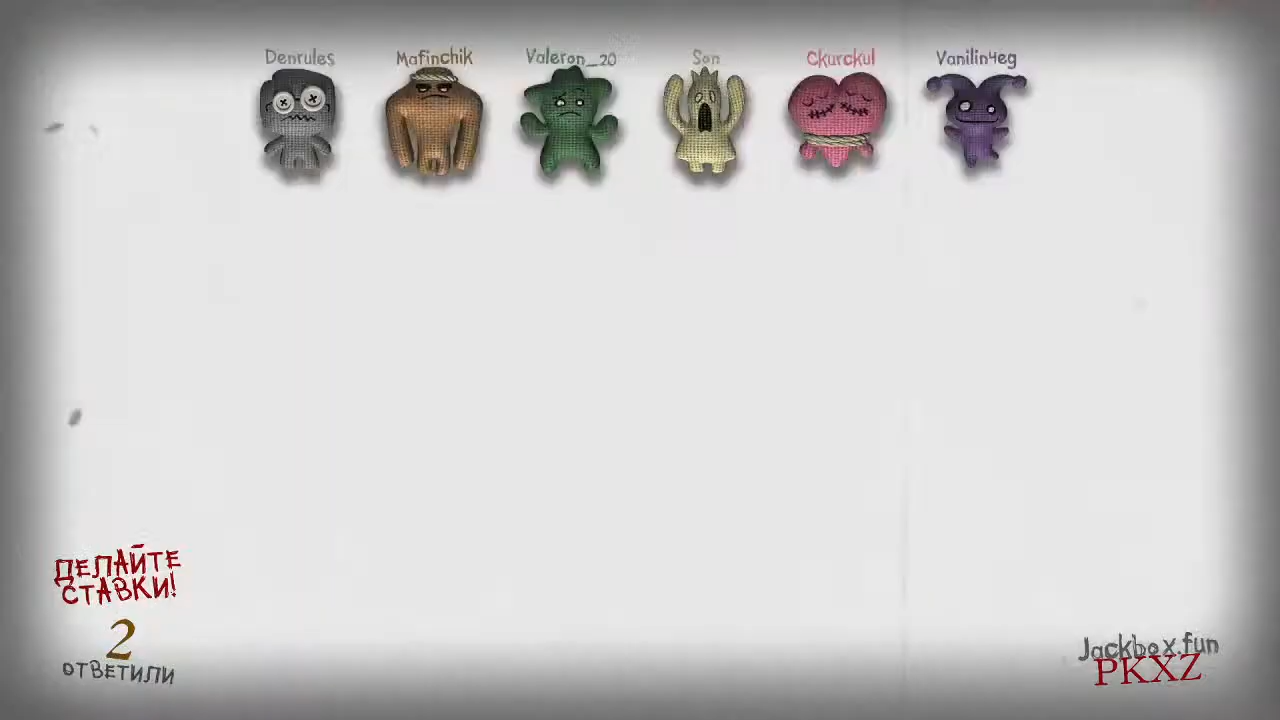 Denrules Mafinchik Valeron_20 Son Ckurckul Vanilinчeg
ДЕЛАЙТЕ
СТАВКИ!
2
ОТВЕТИЛИ
Jackbox.fun
PKXZ